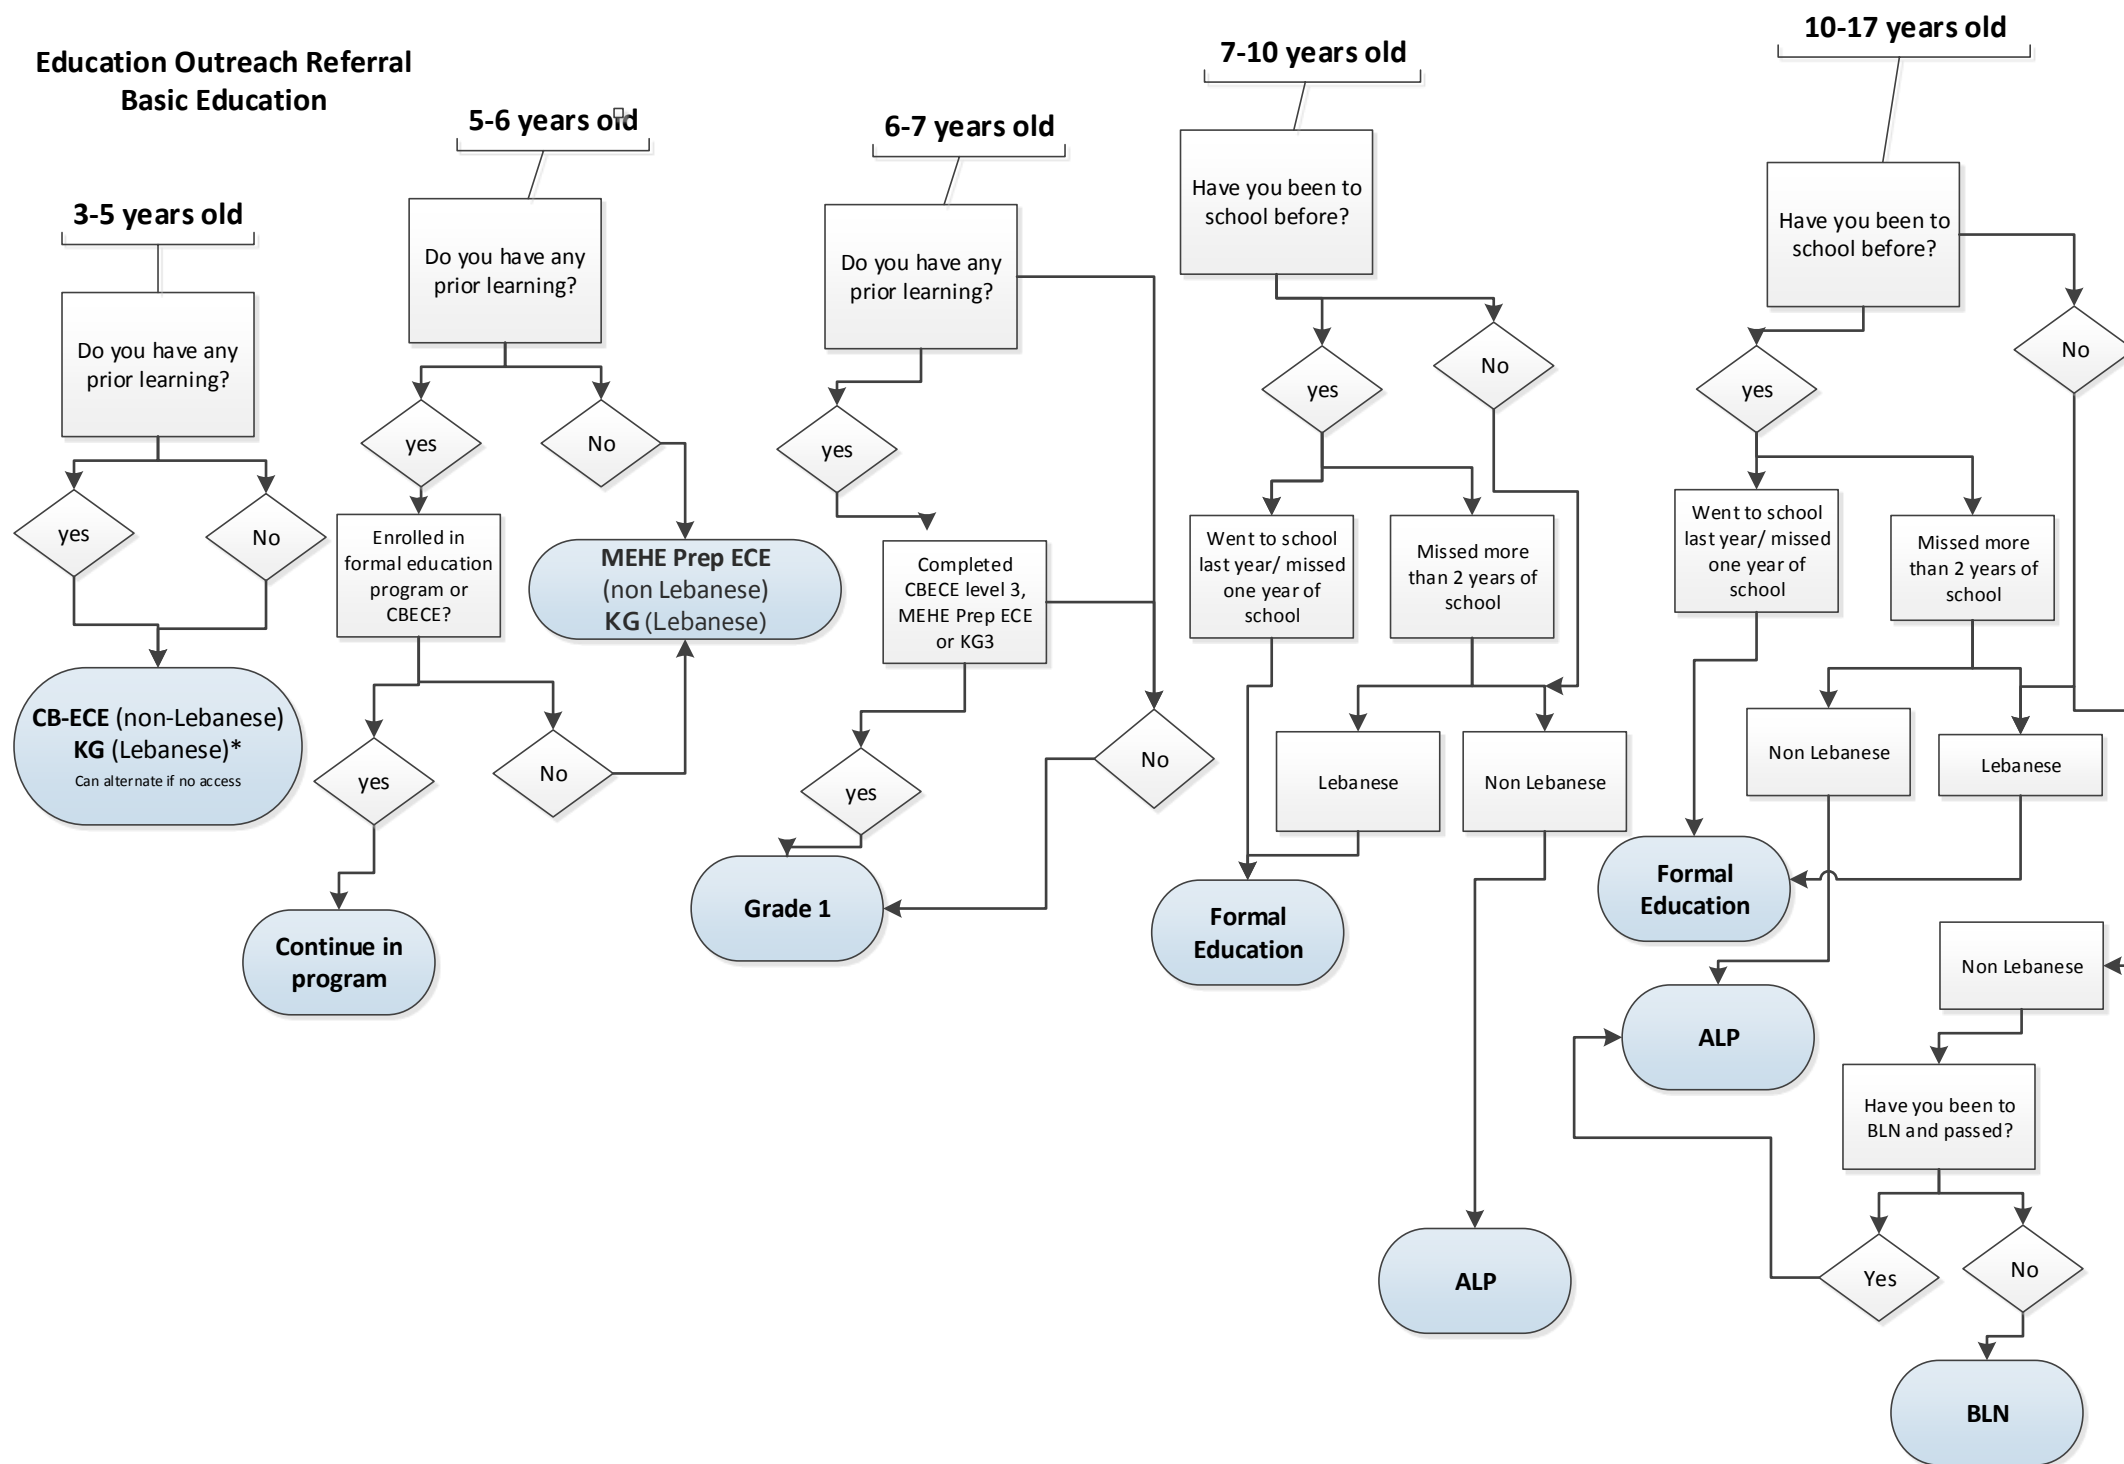 Education Outreach Referral
Basic Education
3-5 years old
Do you have any
prior learning?
yes
No
CB-ECE (non-Lebanese)
KG (Lebanese)*
Can alternate if no access
5-6 years old
Do you have any
prior learning?
yes
No
Enrolled in
formal education
program or
CBECE?
MEHE Prep ECE
(non Lebanese)
KG (Lebanese)
yes
No
Continue in
program
6-7 years old
Do you have any
prior learning?
yes
Completed
CBECE level 3,
MEHE Prep ECE
or KG3
No
yes
Grade 1
7-10 years old
Have you been to
school before?
yes
No
Went to school
last year/ missed
one year of
school
Missed more
than 2 years of
school
Lebanese
Non Lebanese
Formal
Education
ALP
10-17 years old
Have you been to
school before?
No
yes
Went to school
last year/ missed
one year of
school
Missed more
than 2 years of
school
Non Lebanese
Lebanese
Formal
Education
Non Lebanese
ALP
Have you been to
BLN and passed?
Yes
No
BLN